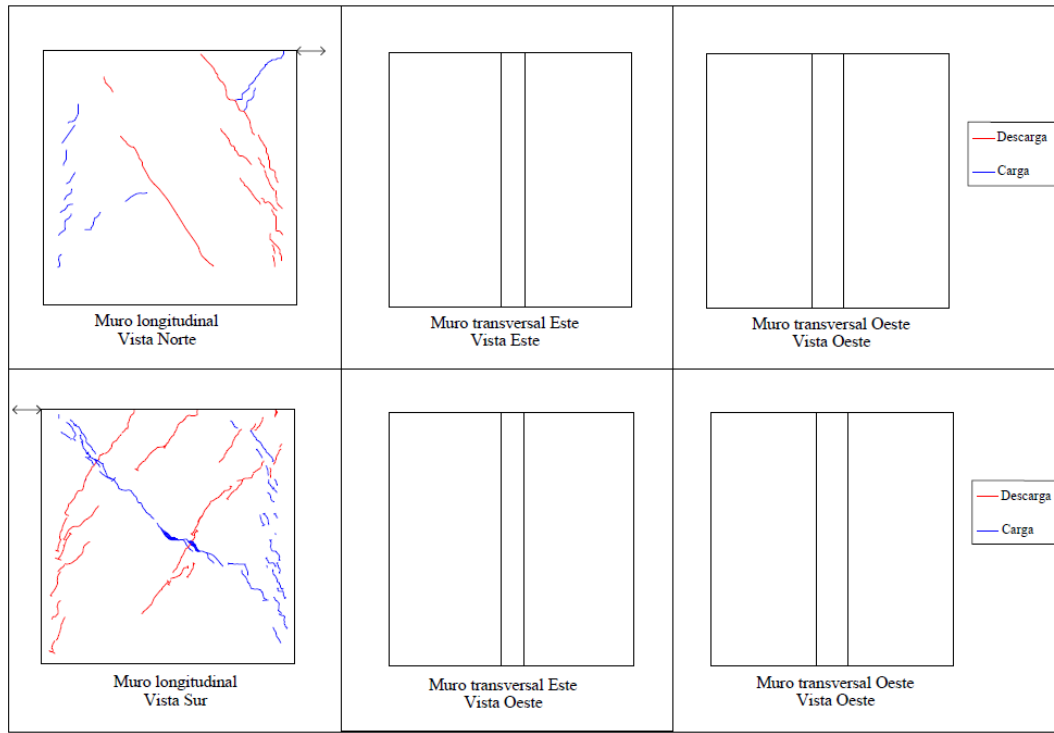 Descarga
Carga
Muro longitudinal
Vista Norte
Muro transversal Este
Vista Este
Muro transversal Oeste
Vista Oeste
Descarga
Carga
Muro longitudinal
Vista Sur
Muro transversal Este
Vista Oeste
Muro transversal Oeste
Vista Oeste